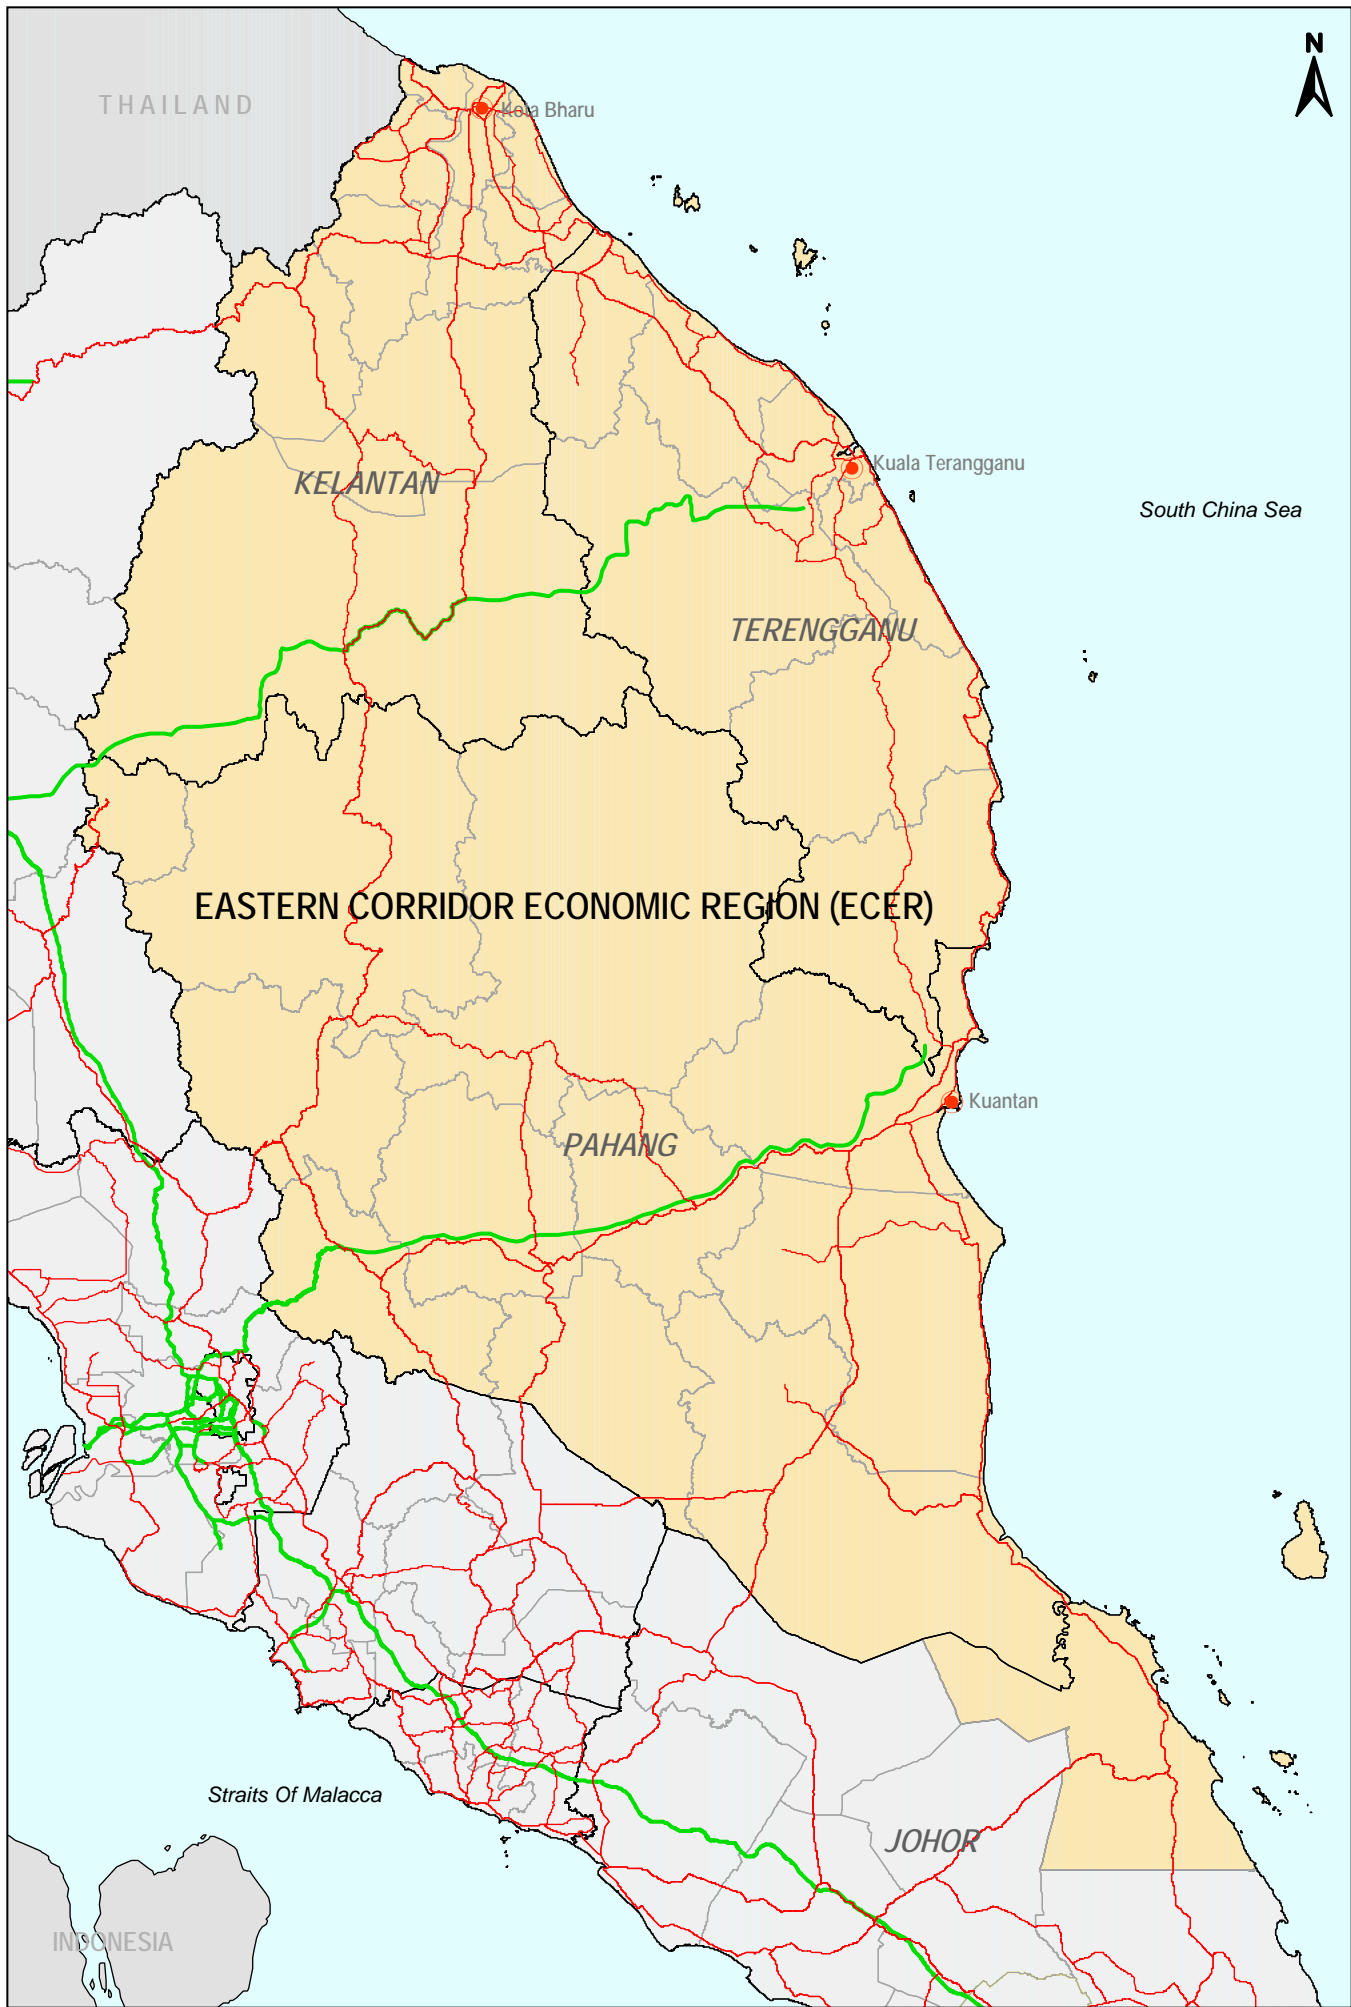 N
THAILAND
Kota Bharu
Kuala Terangganu
KELANTAN
South China Sea
TERENGGANU
EASTERN CORRIDOR ECONOMIC REGION (ECER)
Kuantan
PAHANG
Straits Of Malacca
JOHOR
INDONESIA